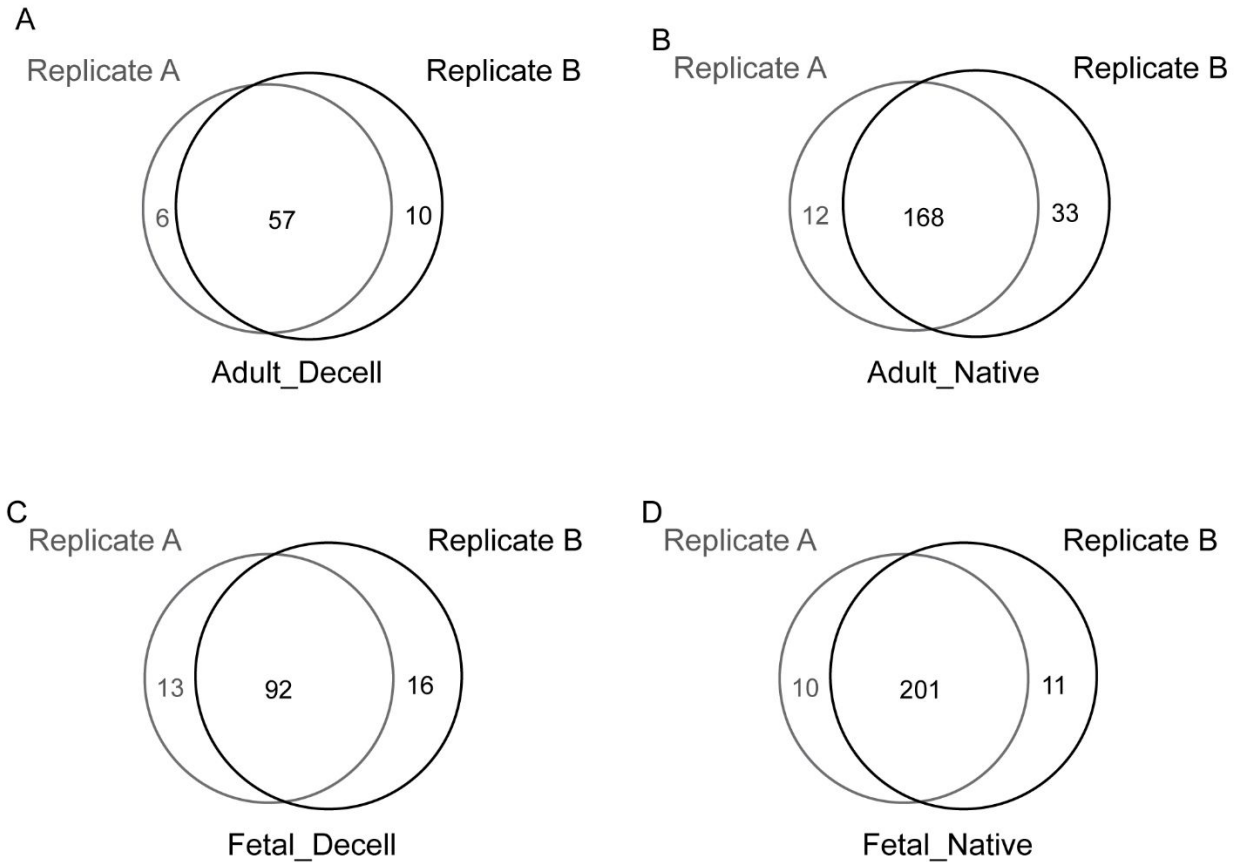 A
Replicate A
Replicate B
6
57
10
Adult_Decell
B
Replicate A
Replicate B
12
168
33
Adult_Native
C
Replicate A
Replicate B
13
92
16
Fetal_Decell
D
Replicate A
Replicate B
10
201
11
Fetal_Native